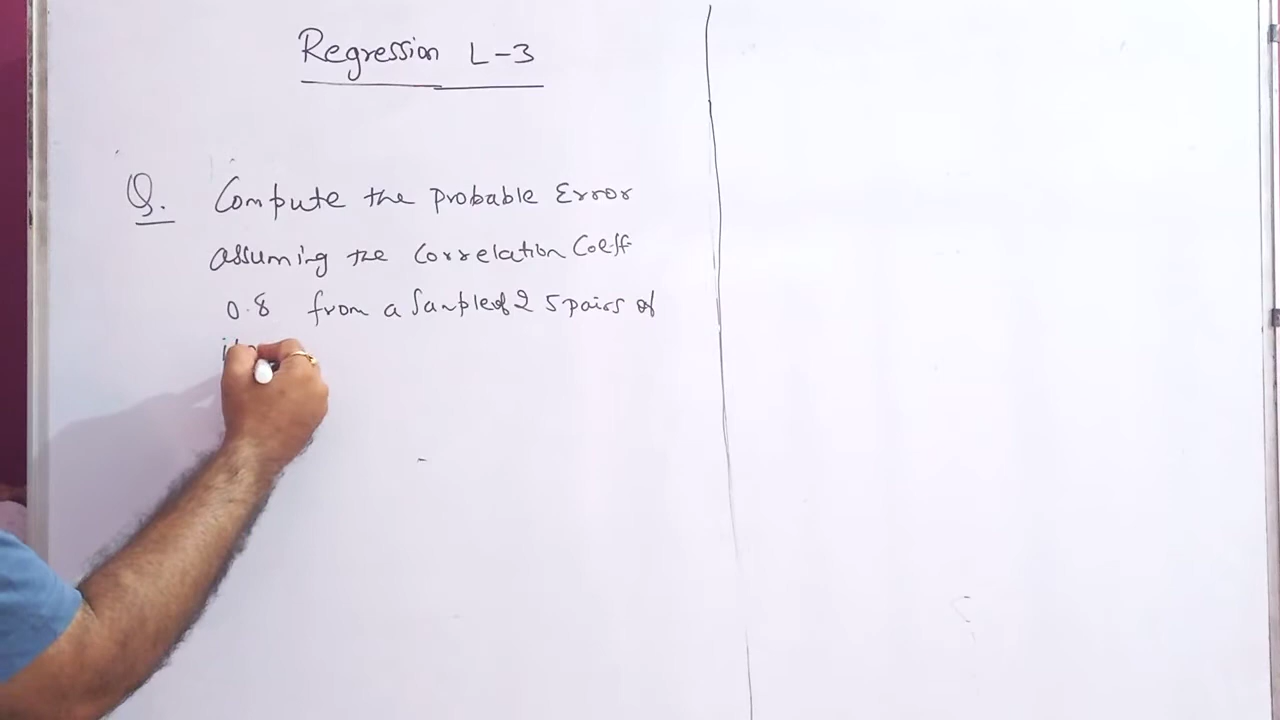 Regression L-3
Q. Compute the Probable Error
assuming the Correlation Coeff
0.8 from a Sample of 25 pairs of